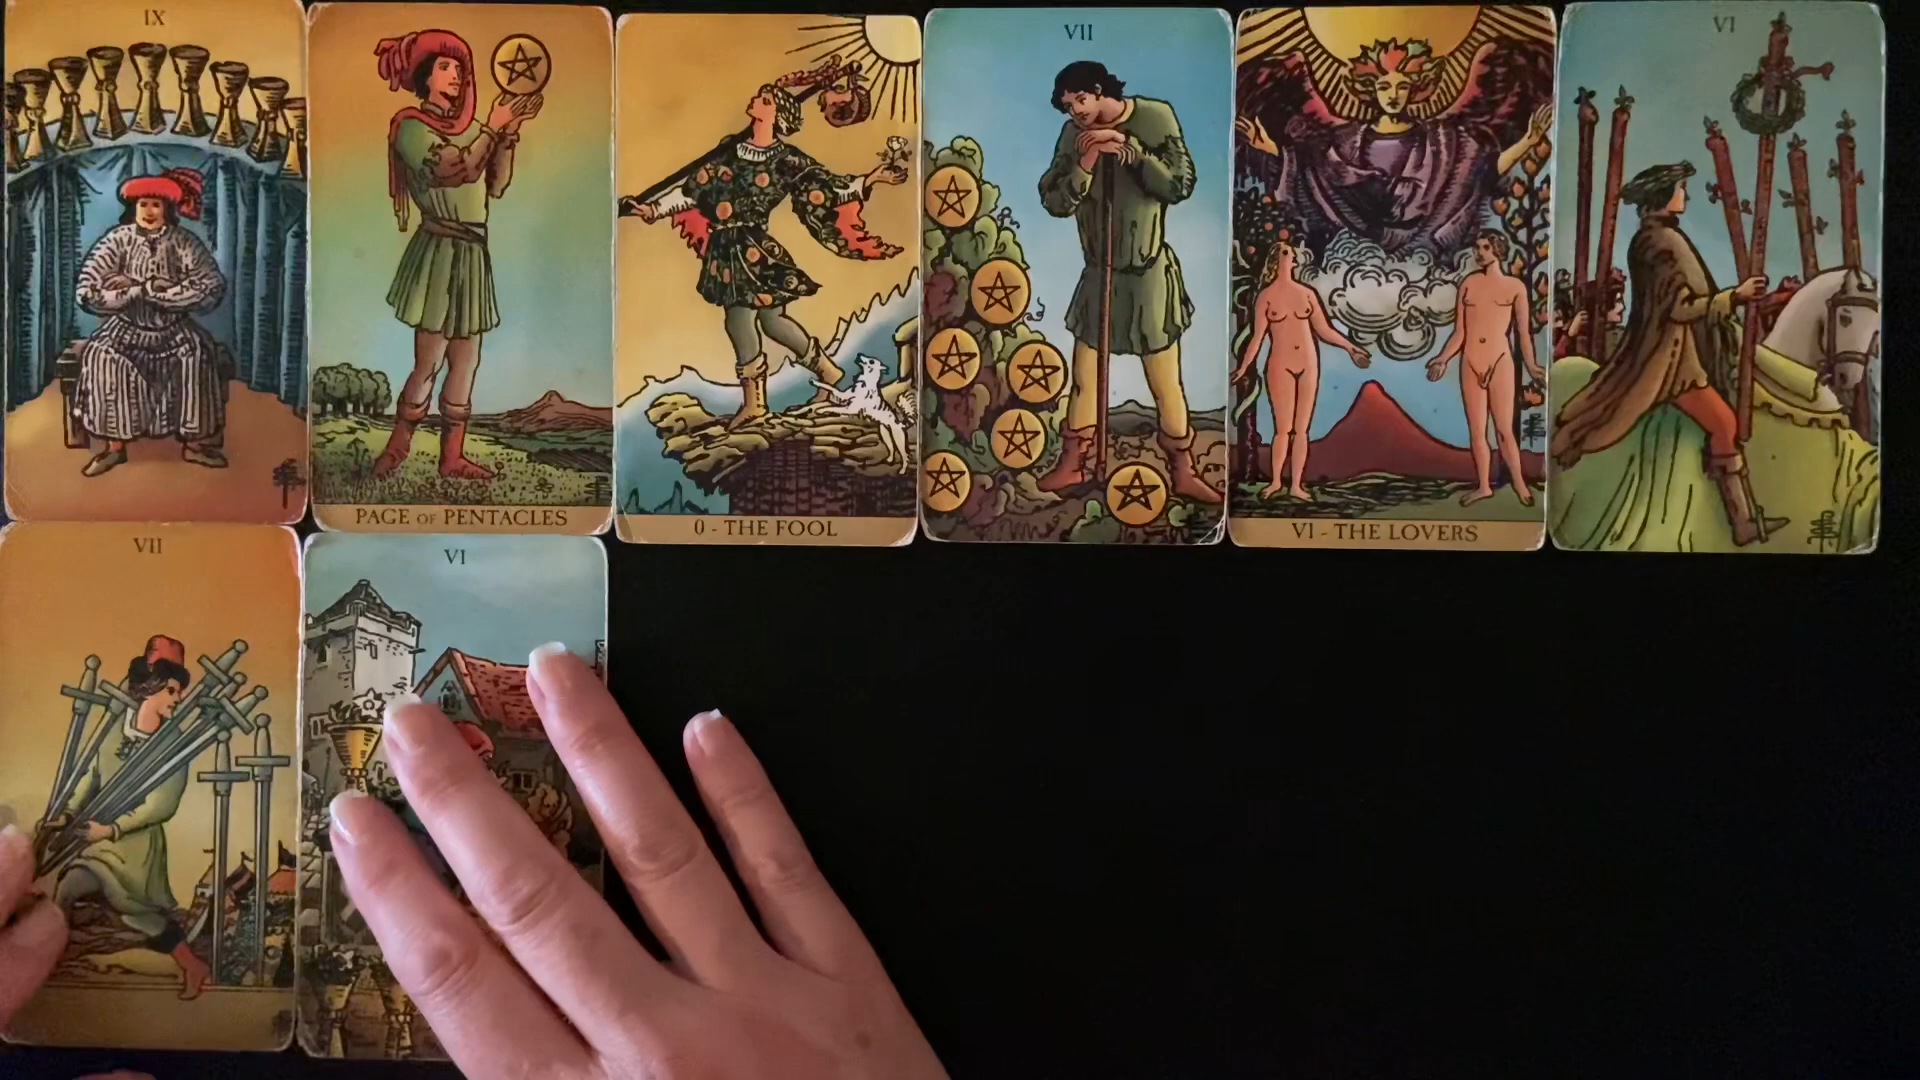 IX
PAGE OF PENTACLES
0 - THE FOOL
VII
VI - THE LOVERS
VI
VII
VI